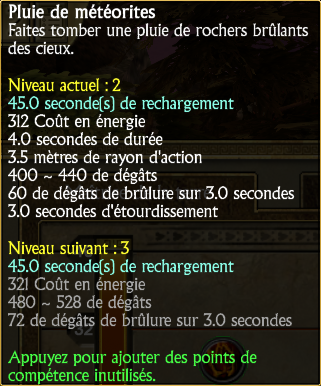 Pluie de météorites
Faites tomber une pluie de rochers brûlants
des cieux.
Niveau actuel : 2
45.0 seconde(s) de rechargement
312 Coût en énergie
4.0 secondes de durée
3.5 mètres de rayon d'action
400 ~ 440 de dégâts
60 de dégâts de brûlure sur 3.0 secondes
3.0 secondes d'étourdissement
Niveau suivant : 3
45.0 seconde(s) de rechargement
321 Coût en énergie
480 ~ 528 de dégâts
72 de dégâts de brûlure sur 3.0 secondes
Appuyez pour ajouter des points de
compétence inutilisés.